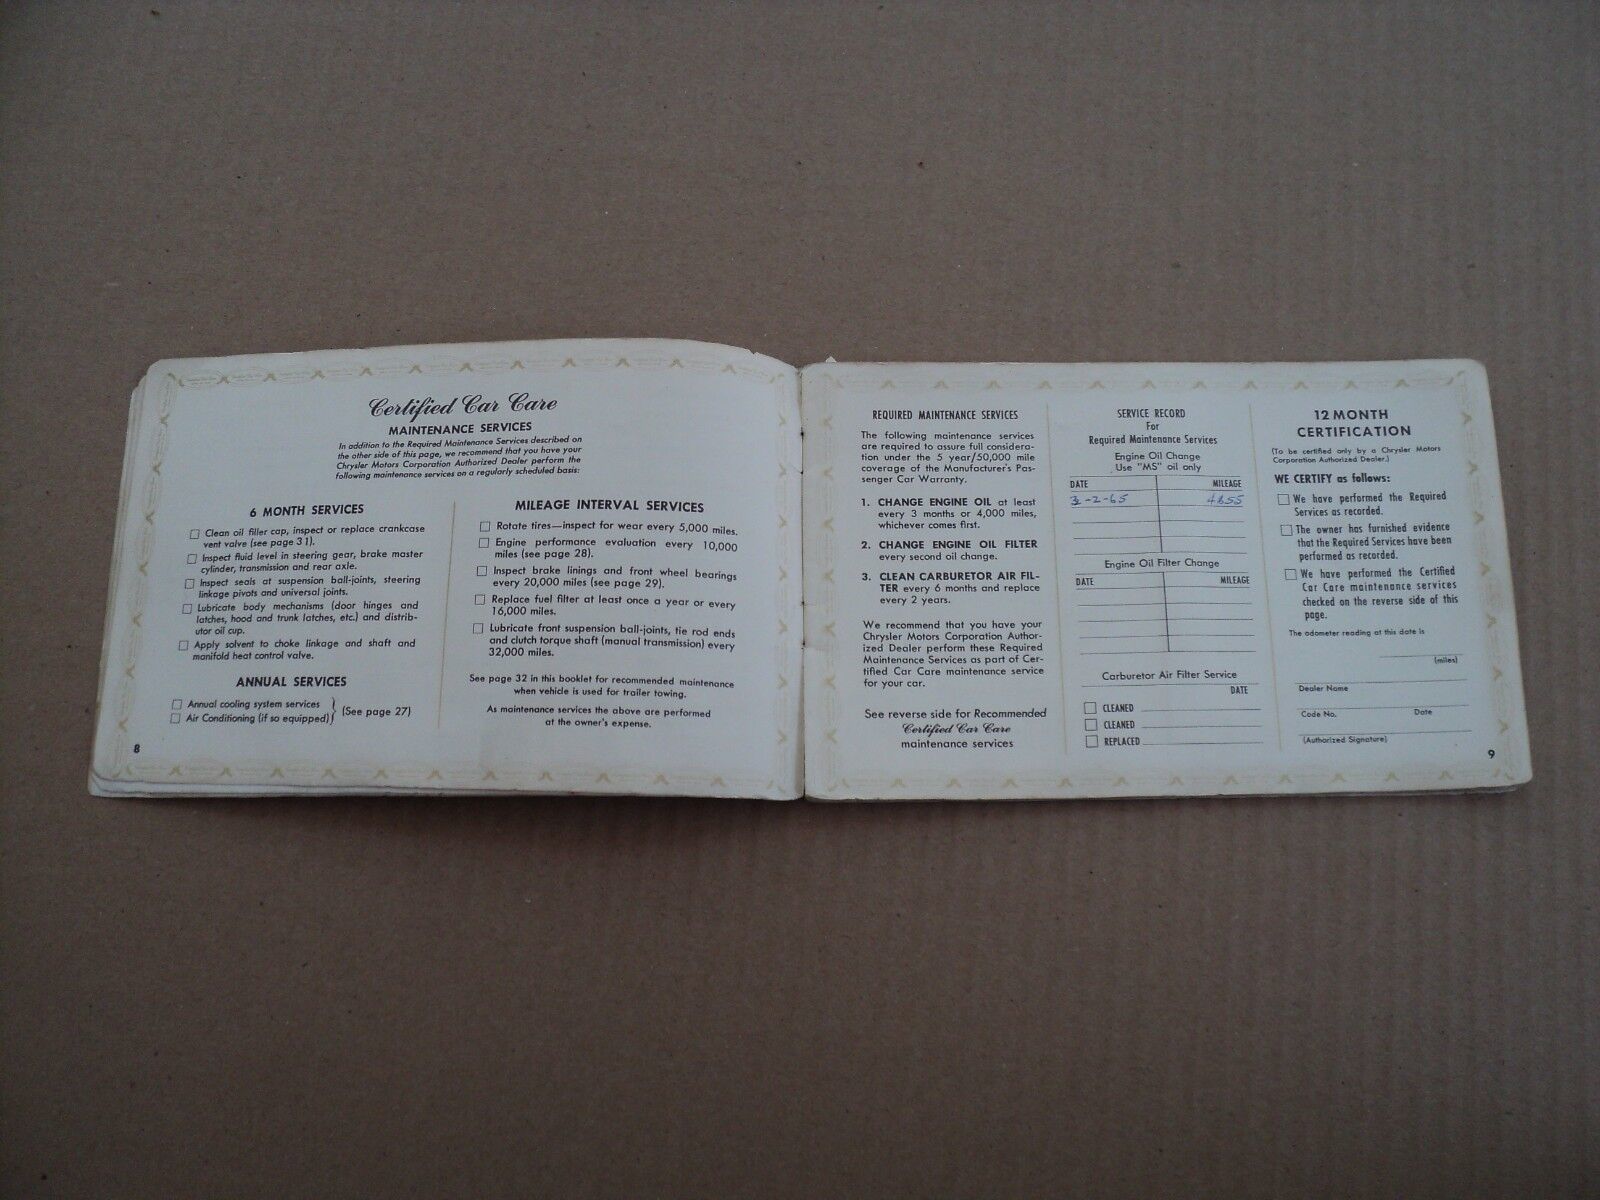 Certified Car Care
MAINTENANCE SERVICES
In addition to the Required Maintenance Services described on
the other side of this page, we recommend that you have your
Chrysler Motors Corporation Authorized Dealer perform the
following maintenance services on a regularly scheduled basis:
6 MONTH SERVICES
Clean oil filler cap, inspect or replace crankcase
vent valve (see page 31).
Inspect fluid level in steering gear, brake master
cylinder, transmission and rear axle.
Inspect seals at suspension ball-joints, steering
linkage pivots and universal joints.
Lubricate body mechanisms (door hinges and
latches, hood and trunk latches, etc.) and distrib-
utor oil cup.
Apply solvent to choke linkage and shaft and
manifold heat control valve.
ANNUAL SERVICES
Annual cooling system services
Air Conditioning (if so equipped)
(See page 27)
8
MILEAGE INTERVAL SERVICES
Rotate tires—inspect for wear every 5,000 miles.
Engine performance evaluation every 10,000
miles (see page 28).
Inspect brake linings and front wheel bearings
every 20,000 miles (see page 29).
Replace fuel filter at least once a year or every
16,000 miles.
Lubricate front suspension ball-joints, tie rod ends
and clutch torque shaft (manual transmission) every
32,000 miles.
See page 32 in this booklet for recommended maintenance
when vehicle is used for trailer towing.
As maintenance services the above are performed
at the owner's expense.
REQUIRED MAINTENANCE SERVICES
The following maintenance services
are required to assure full considera-
tion under the 5 year/50,000 mile
coverage of the Manufacturer's Pas-
senger Car Warranty.
1. CHANGE ENGINE OIL at least
every 3 months or 4,000 miles,
whichever comes first.
2. CHANGE ENGINE OIL FILTER
every second oil change.
3. CLEAN CARBURETOR AIR FIL-
TER every 6 months and replace
every 2 years.
We recommend that you have your
Chrysler Motors Corporation Author-
ized Dealer perform these Required
Maintenance Services as part of Cer-
tified Car Care maintenance service
for your car.
See reverse side for Recommended
Certified Car Care
maintenance services
SERVICE RECORD
For
Required Maintenance Services
Engine Oil Change
Use "MS" oil only
DATE MILEAGE
3-2-65 4855
Engine Oil Filter Change
DATE MILEAGE
Carburetor Air Filter Service
DATE
CLEANED
CLEANED
REPLACED
12 MONTH
CERTIFICATION
(To be certified only by a Chrysler Motors
Corporation Authorized Dealer.)
WE CERTIFY as follows:
We have performed the Required
Services as recorded.
The owner has furnished evidence
that the Required Services have been
performed as recorded.
We have performed the Certified
Car Care maintenance services
checked on the reverse side of this
page.
The odometer reading at this date is
(miles)
Dealer Name
Code No. Date
(Authorized Signature)
9